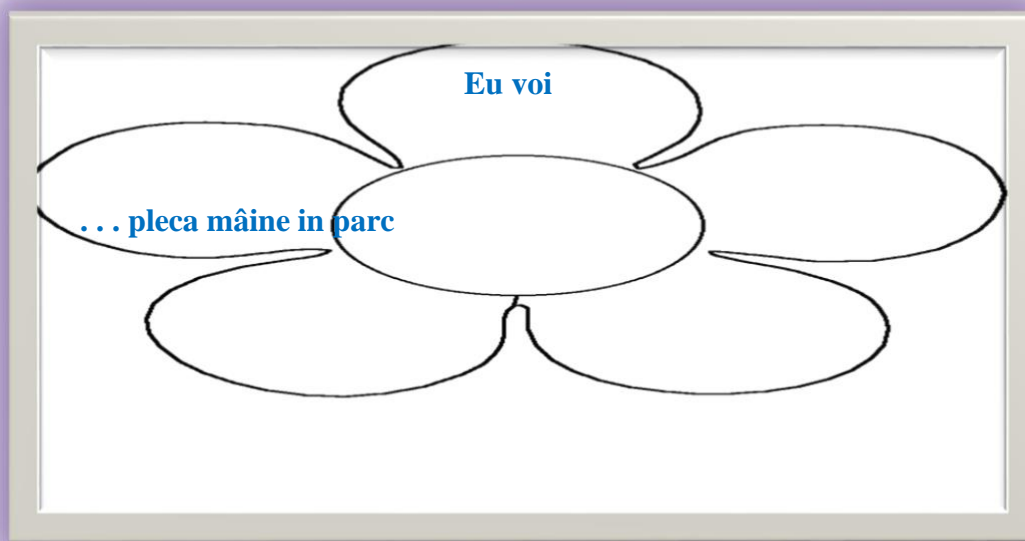 Eu voi
. . . pleca mâine in parc